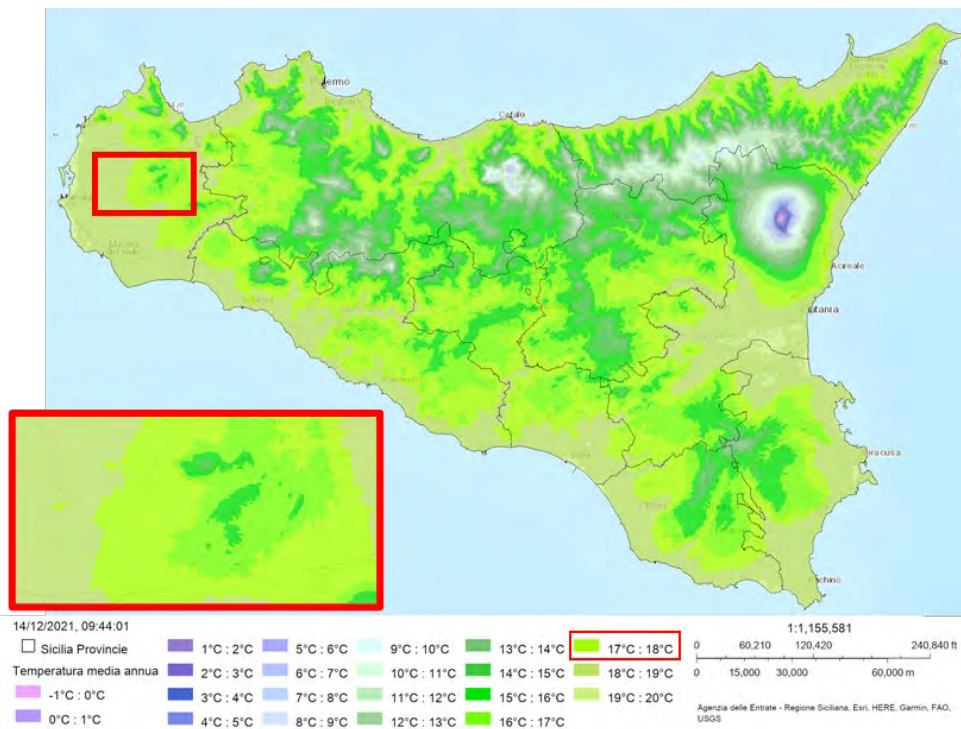 Cefalo
Acireale
14/12/2021, 09:44:01
Sicilia Provincie
Temperatura media annua
-1°C : 0°C
0°C : 1°C
1°C : 2°C
2°C : 3°C
3°C : 4°C
4°C : 5°C
5°C : 6°C
6°C : 7°C
7°C : 8°C
8°C : 9°C
9°C : 10°C
10°C : 11°C
11°C : 12°C
12°C : 13°C
13°C : 14°C
14°C : 15°C
15°C : 16°C
16°C : 17°C
17°C : 18°C
18°C : 19°C
19°C : 20°C
1:1,155,581
0 60,210 120,420 240,840 ft
0 15,000 30,000 60,000 m
Agenzia delle Entrate - Regione Siciliana, Esri, HERE, Garmin, FAO,
USGS